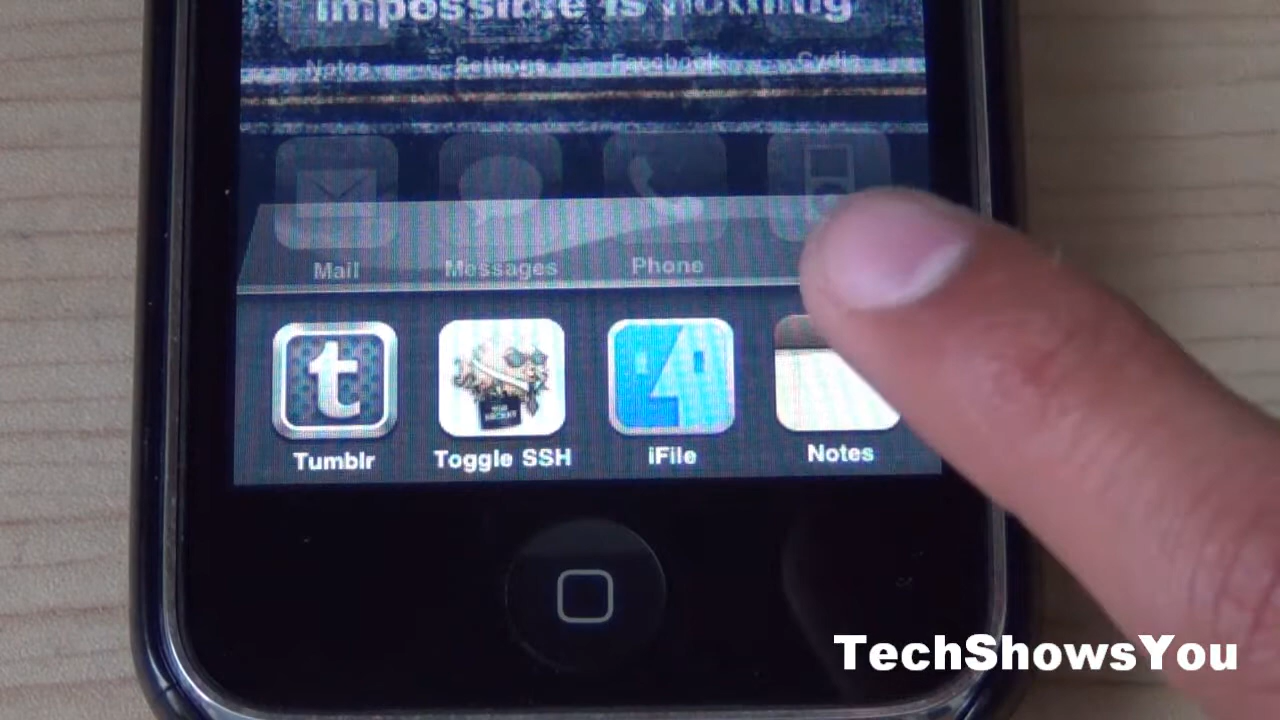 impossible is nothing
Notes Settings Facebook Cydia
Mail Messages Phone
t
Tumblr Toggle SSH iFile Notes
TechShowsYou